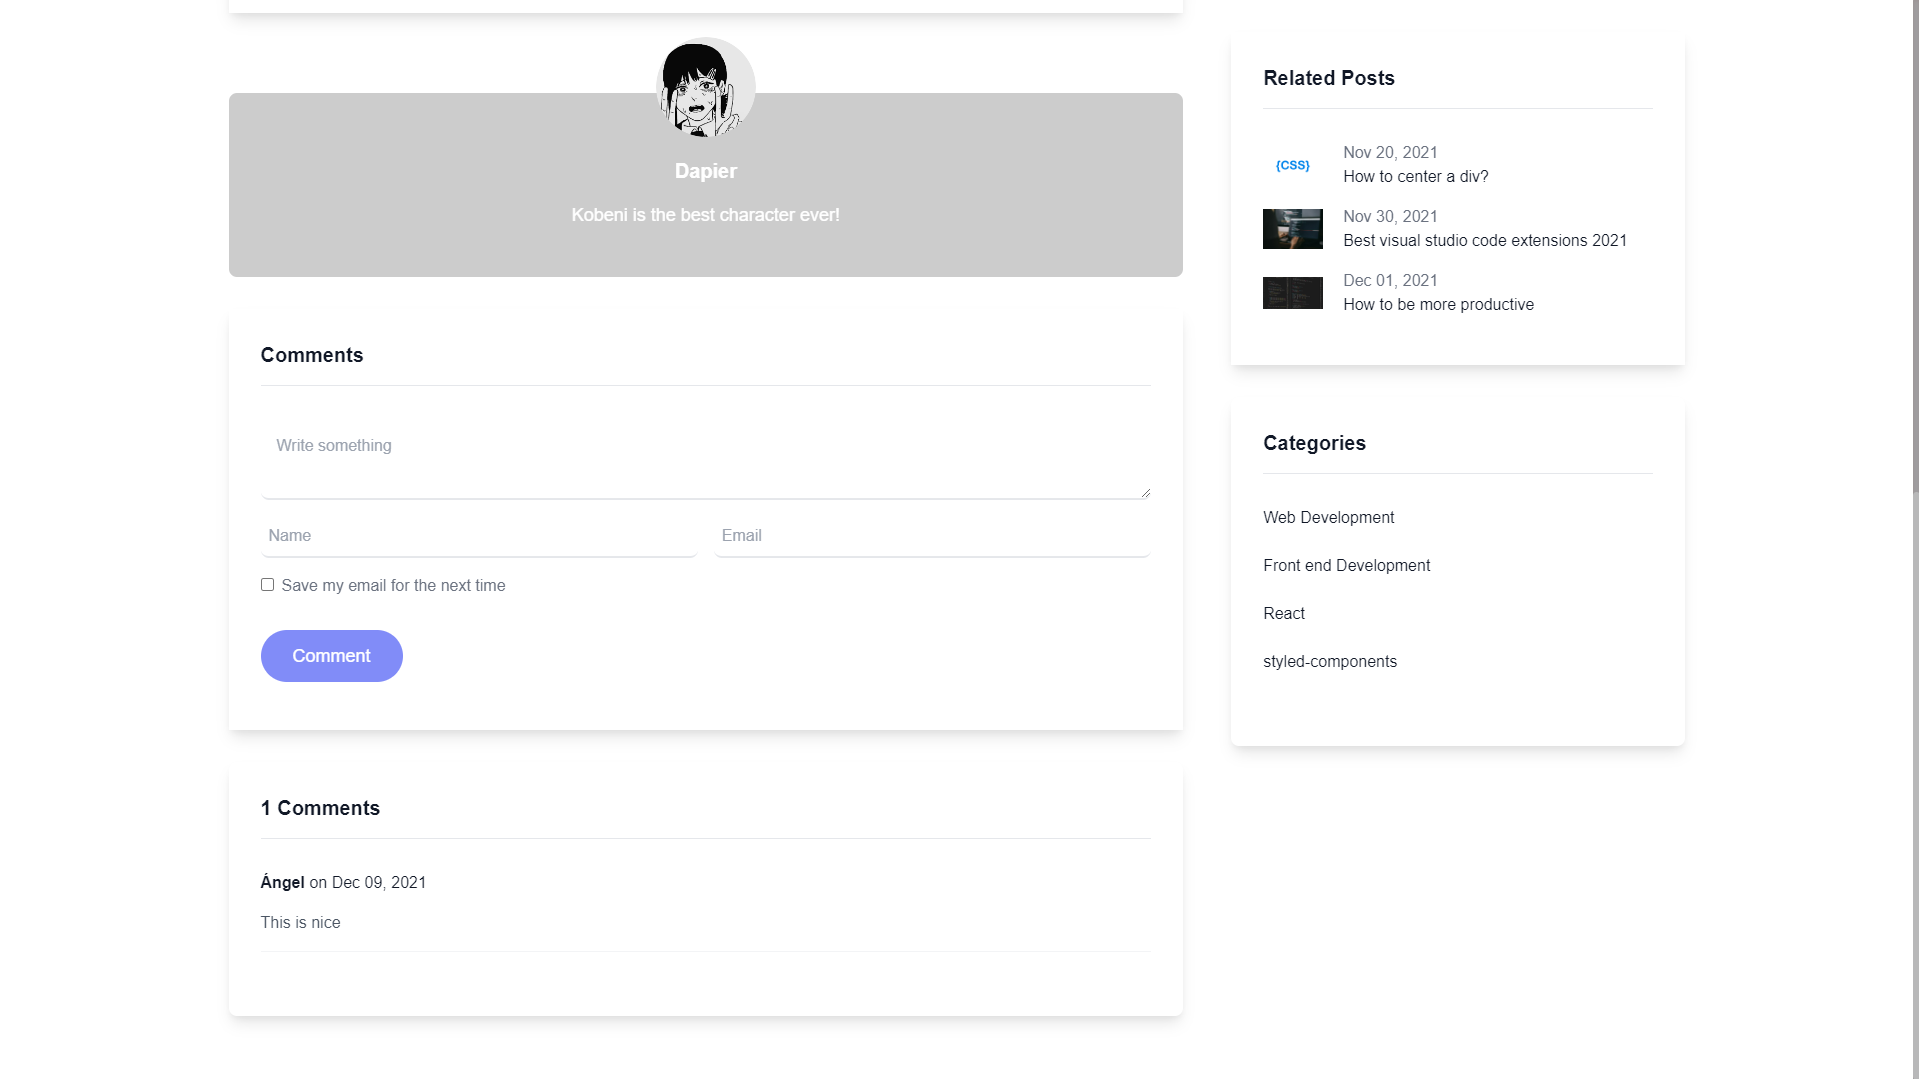 Dapier
Kobeni is the best character ever!
Comments
Write something
Name
Email
Save my email for the next time
Comment
1 Comments
Ángel on Dec 09, 2021
This is nice
Related Posts
{CSS}
Nov 20, 2021
How to center a div?
Nov 30, 2021
Best visual studio code extensions 2021
Dec 01, 2021
How to be more productive
Categories
Web Development
Front end Development
React
styled-components